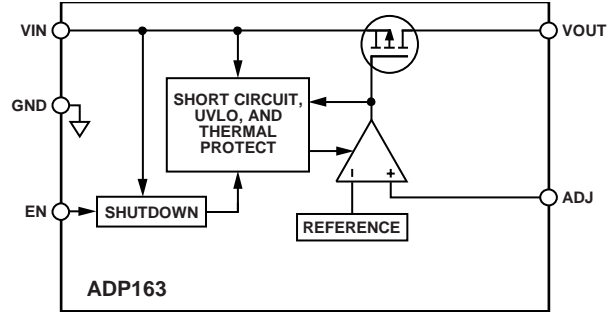 VIN
VOUT
GND
SHORT CIRCUIT,
UVLO, AND
THERMAL
PROTECT
EN
SHUTDOWN
- +
REFERENCE
ADJ
ADP163